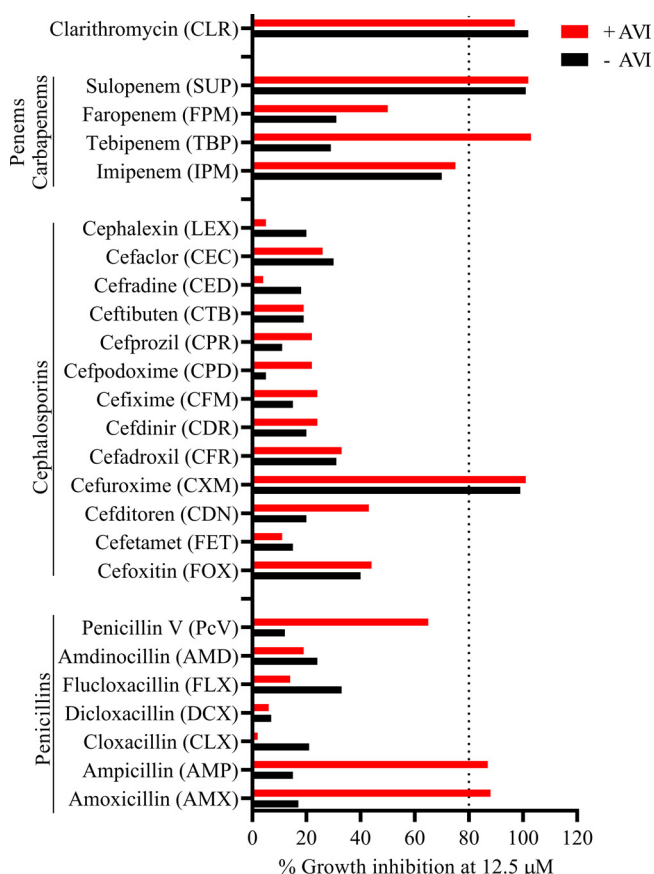 Clarithromycin (CLR)
+ AVI
- AVI
Penems
Carbapenems
Sulopenem (SUP)
Faropenem (FPM)
Tebipenem (TBP)
Imipenem (IPM)
Cephalosporins
Cephalexin (LEX)
Cefaclor (CEC)
Cefradine (CED)
Ceftibuten (CTB)
Cefprozil (CPR)
Cefpodoxime (CPD)
Cefixime (CFM)
Cefdinir (CDR)
Cefadroxil (CFR)
Cefuroxime (CXM)
Cefditoren (CDN)
Cefetamet (FET)
Cefoxitin (FOX)
Penicillins
Penicillin V (PcV)
Amdinocillin (AMD)
Flucloxacillin (FLX)
Dicloxacillin (DCX)
Cloxacillin (CLX)
Ampicillin (AMP)
Amoxicillin (AMX)
0 20 40 60 80 100 120
% Growth inhibition at 12.5 μM